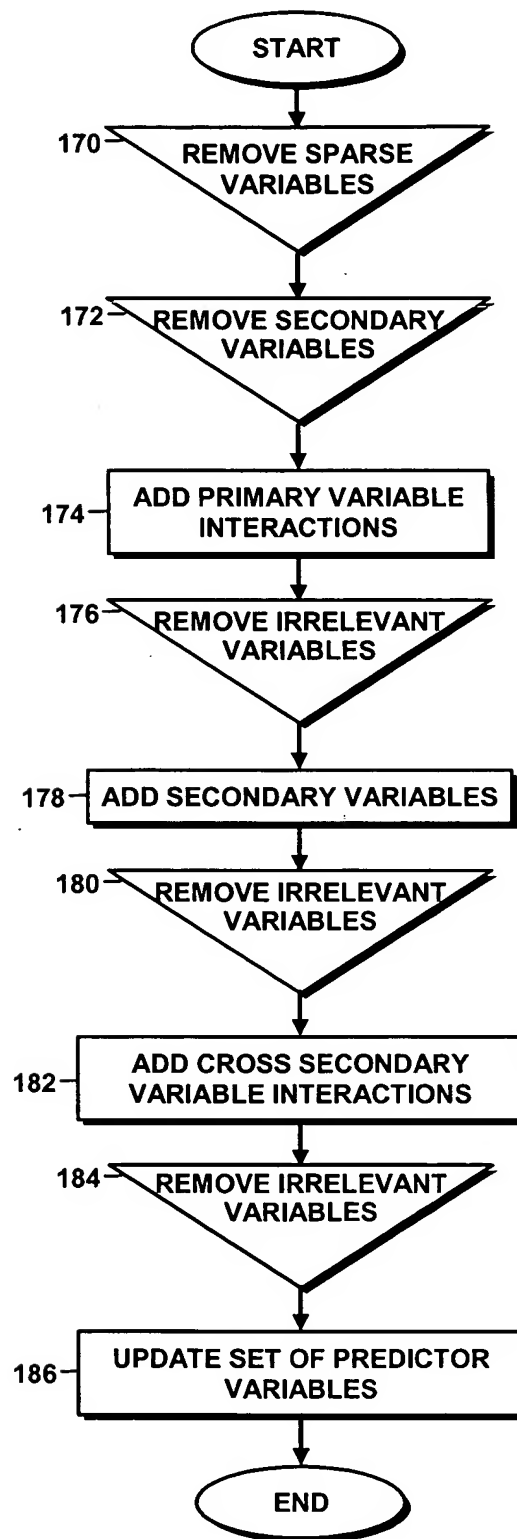 START
170
REMOVE SPARSE
VARIABLES
172
REMOVE SECONDARY
VARIABLES
174
ADD PRIMARY VARIABLE
INTERACTIONS
176
REMOVE IRRELEVANT
VARIABLES
178
ADD SECONDARY VARIABLES
180
REMOVE IRRELEVANT
VARIABLES
182
ADD CROSS SECONDARY
VARIABLE INTERACTIONS
184
REMOVE IRRELEVANT
VARIABLES
186
UPDATE SET OF PREDICTOR
VARIABLES
END